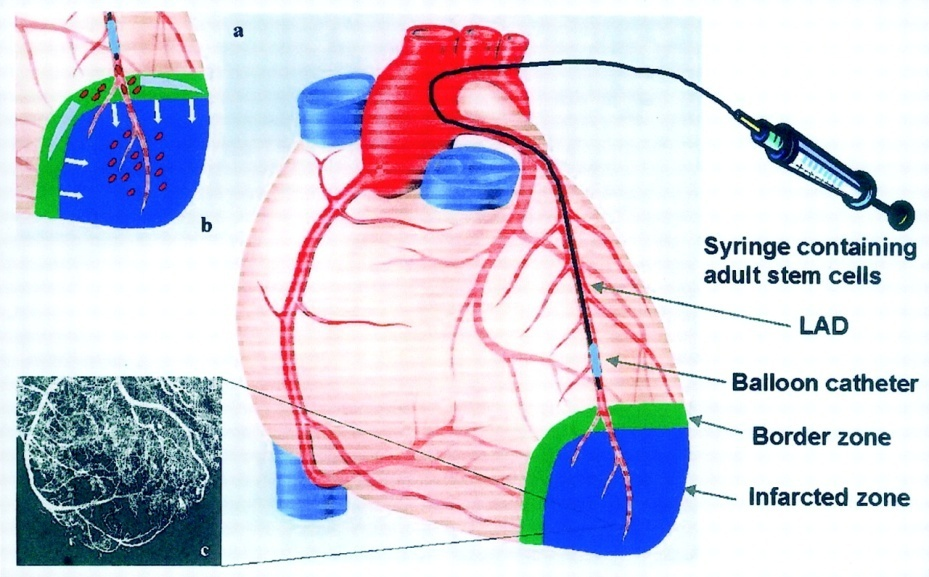 a
b
Syringe containing
adult stem cells
LAD
Balloon catheter
Border zone
Infarcted zone
c